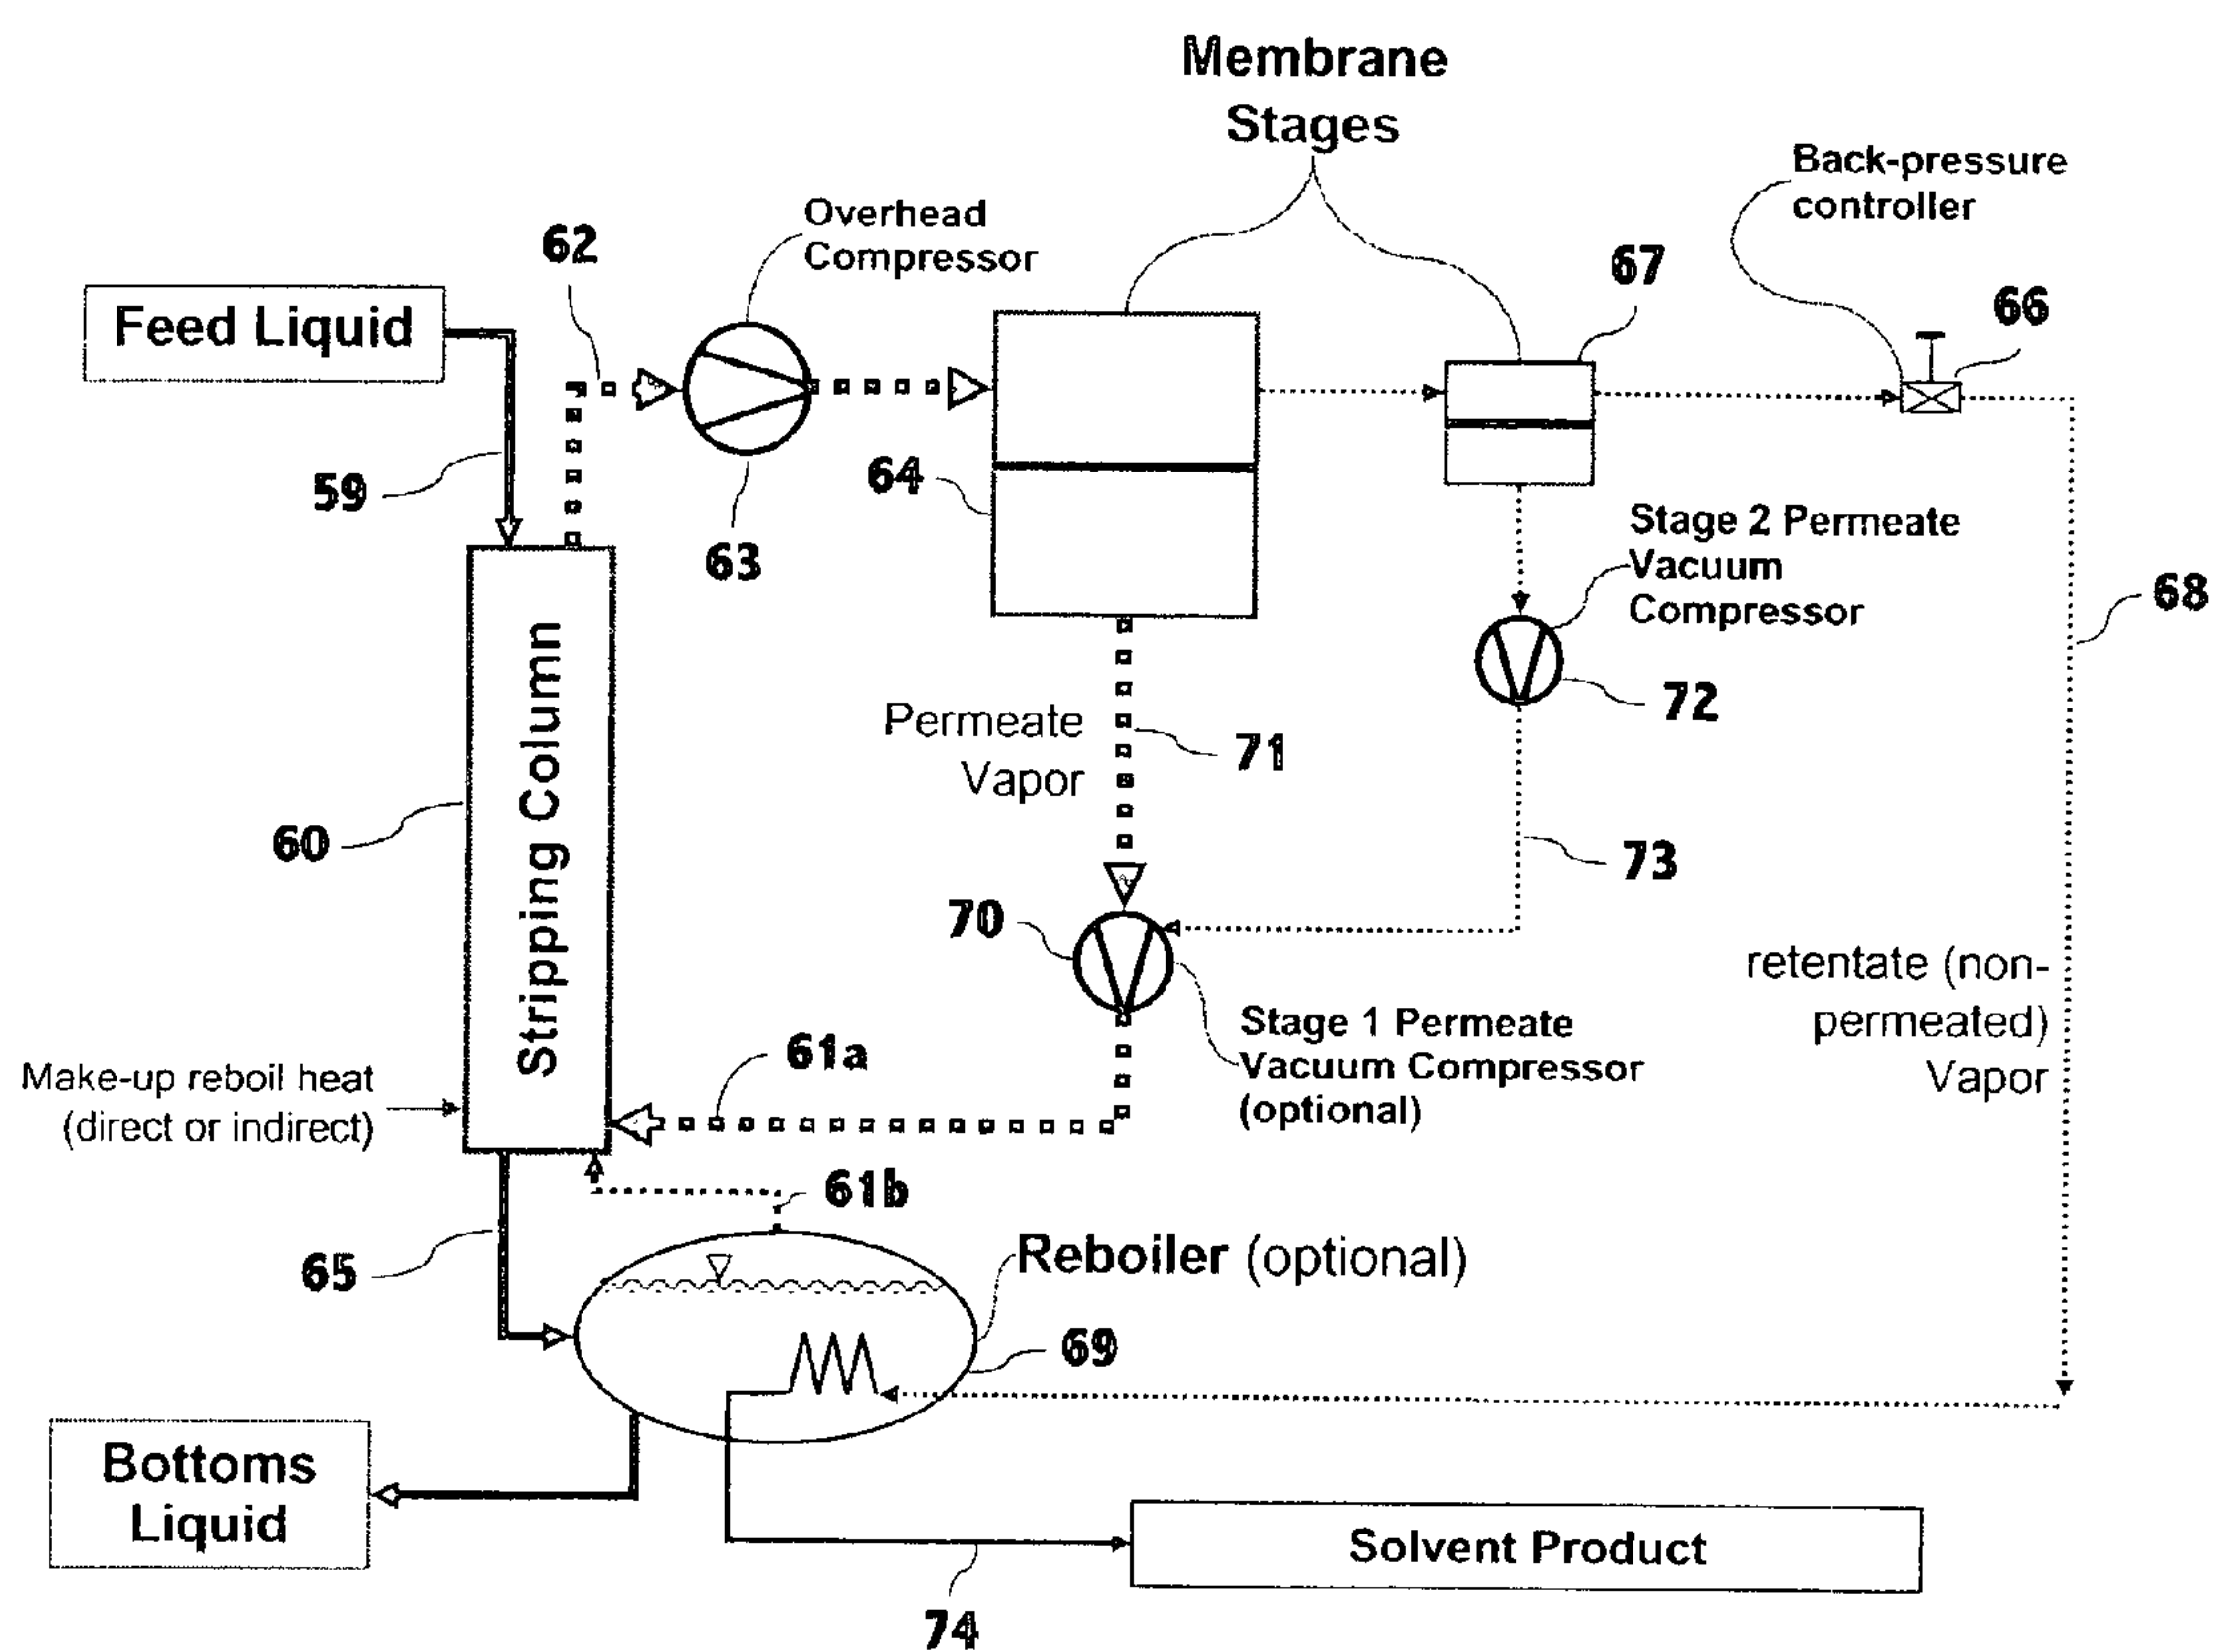 Membrane
Stages
Back-pressure
controller
Overhead
Compressor
62
67
66
Feed Liquid
59
63
64
Stage 2 Permeate
Vacuum
Compressor
68
72
Permeate
Vapor
71
Stripping Column
60
73
70
retentate (non-
permeated)
Vapor
Stage 1 Permeate
Vacuum Compressor
(optional)
61a
Make-up reboil heat
(direct or indirect)
61b
65
Reboiler (optional)
69
Bottoms
Liquid
Solvent Product
74